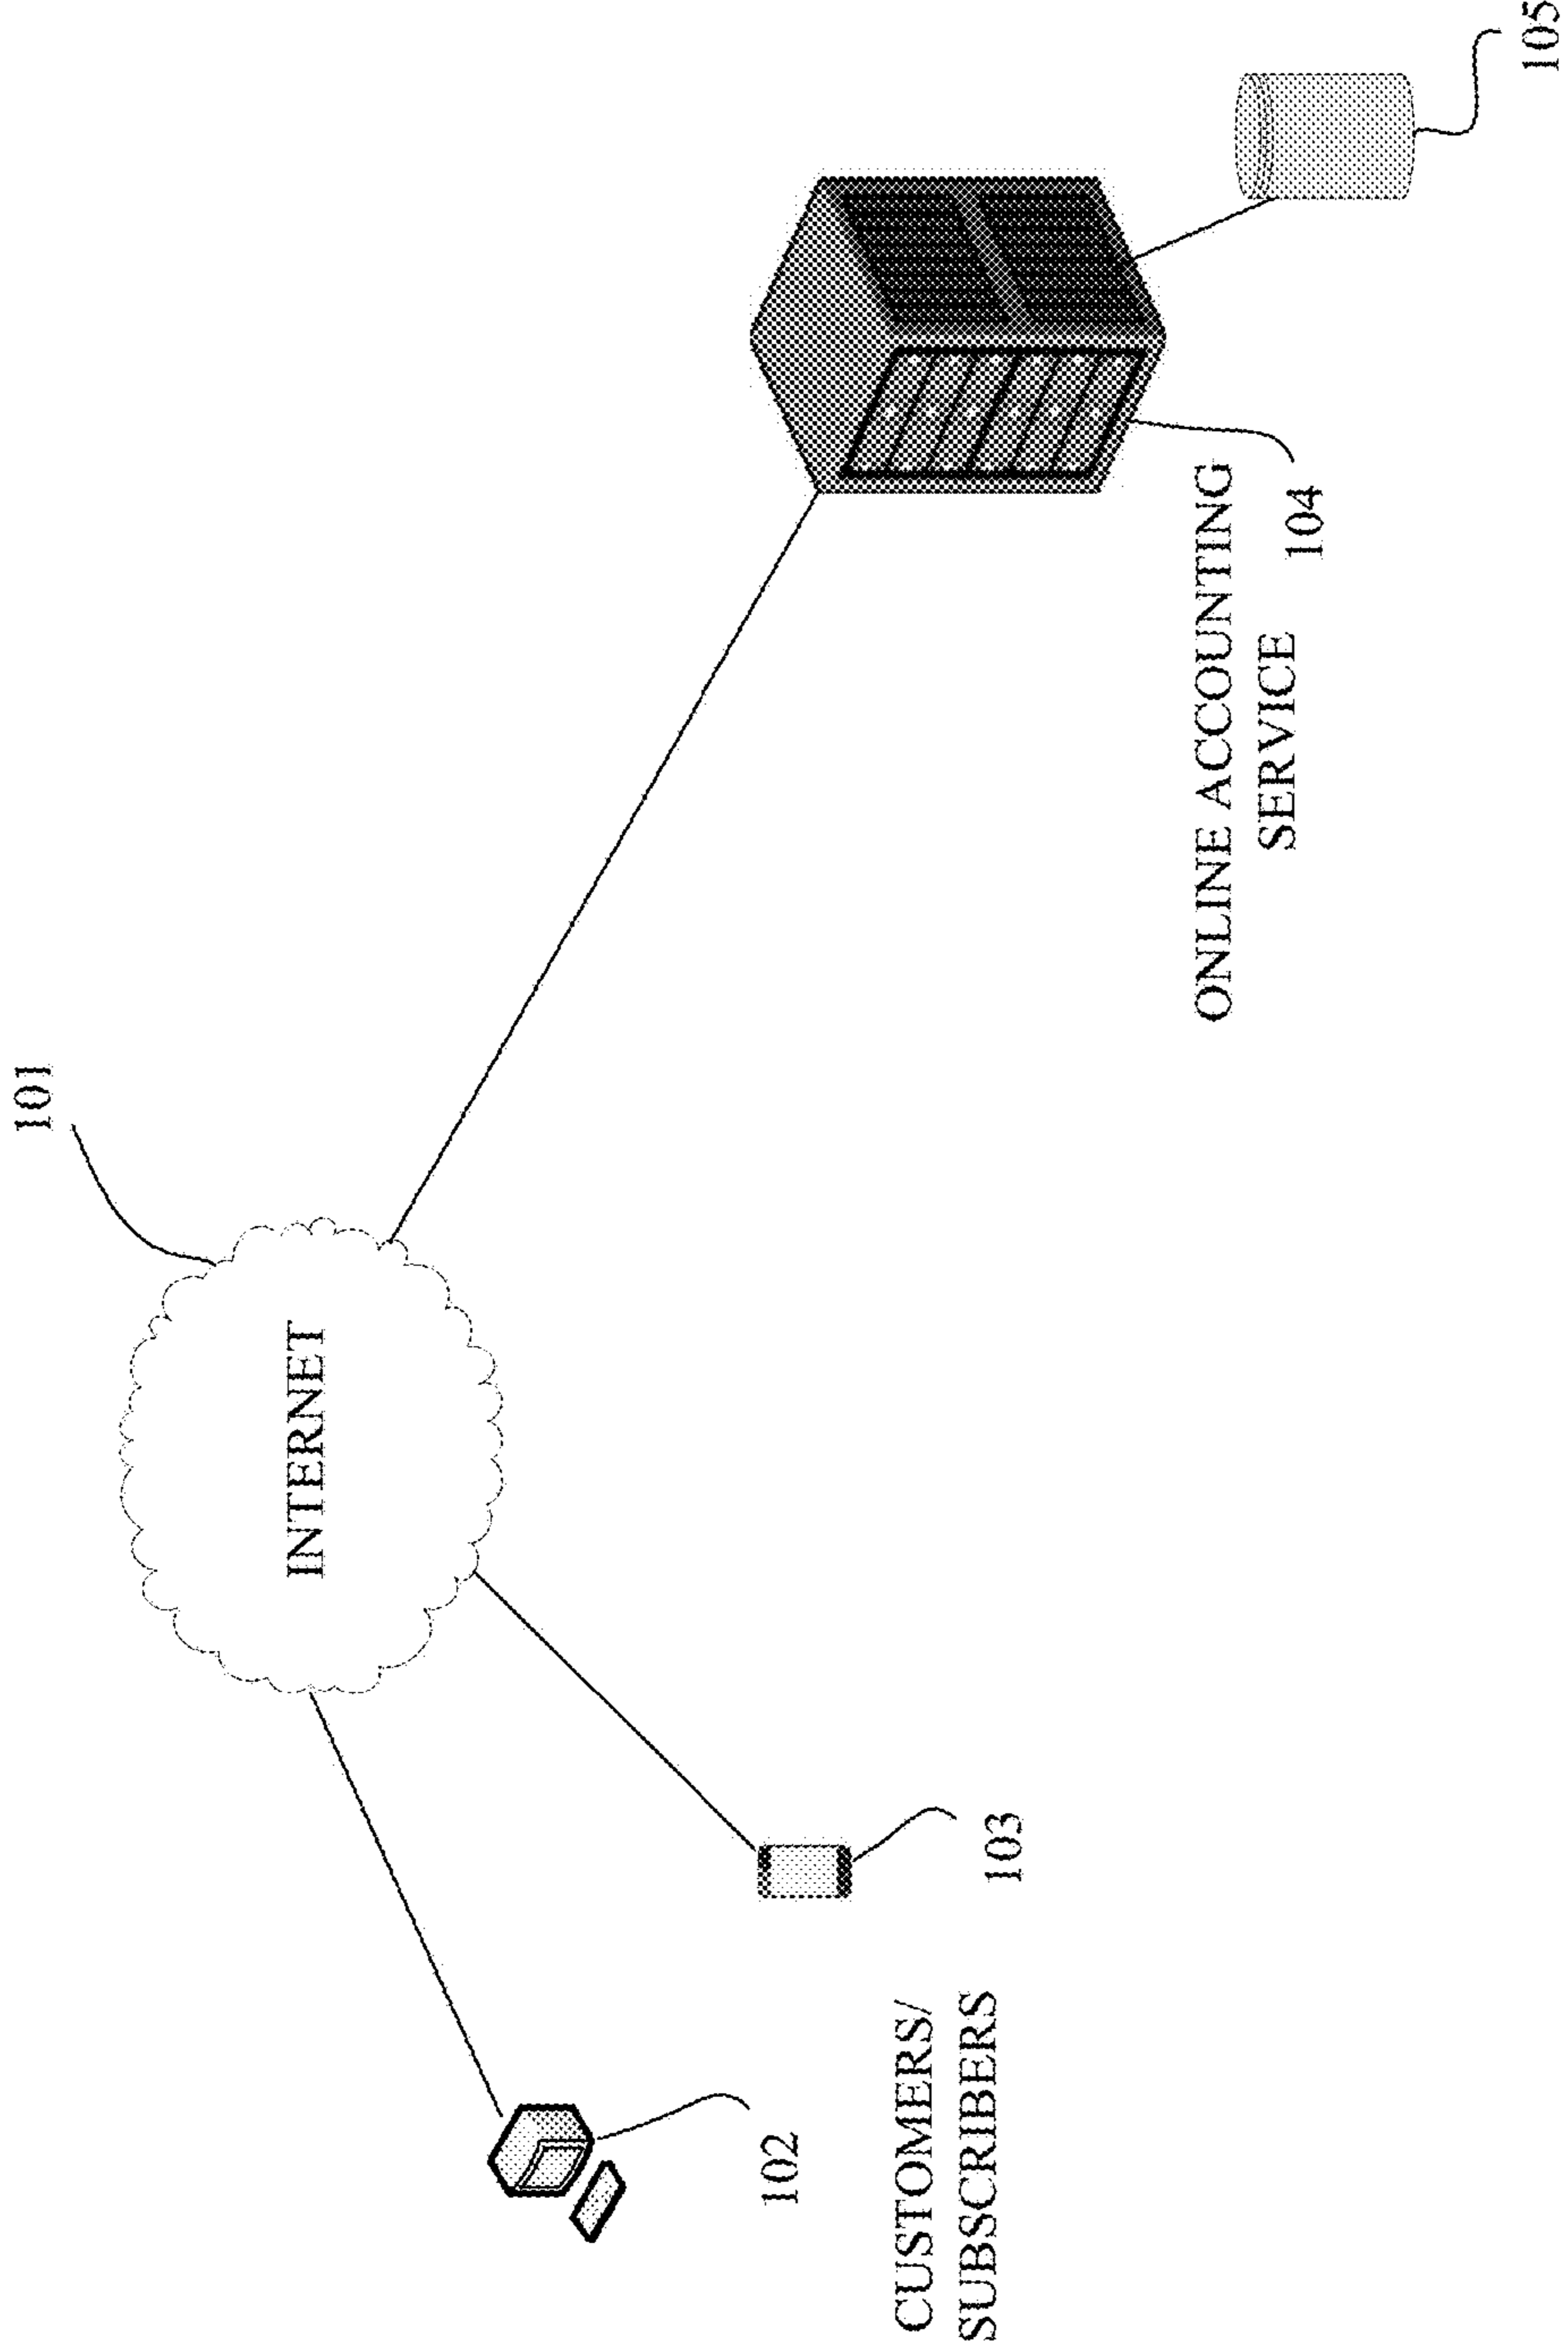 101
INTERNET
102
103
CUSTOMERS/
SUBSCRIBERS
ONLINE ACCOUNTING
SERVICE
104
105